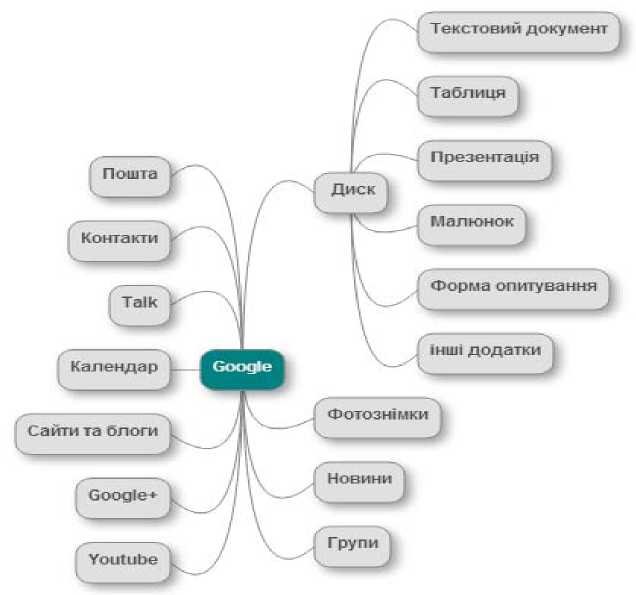 Текстовий документ
Таблиця
Презентація
Пошта
Диск
Малюнок
Контакти
Форма опитування
Talk
інші додатки
Календар
Google
Фотознімки
Сайти та блоги
Новини
Google+
Групи
Youtube